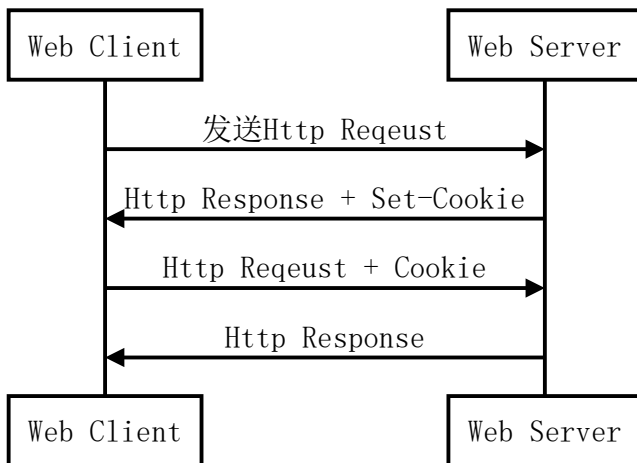 Web Client
Web Server
发送Http Reqeust
Http Response + Set-Cookie
Http Reqeust + Cookie
Http Response
Web Client
Web Server